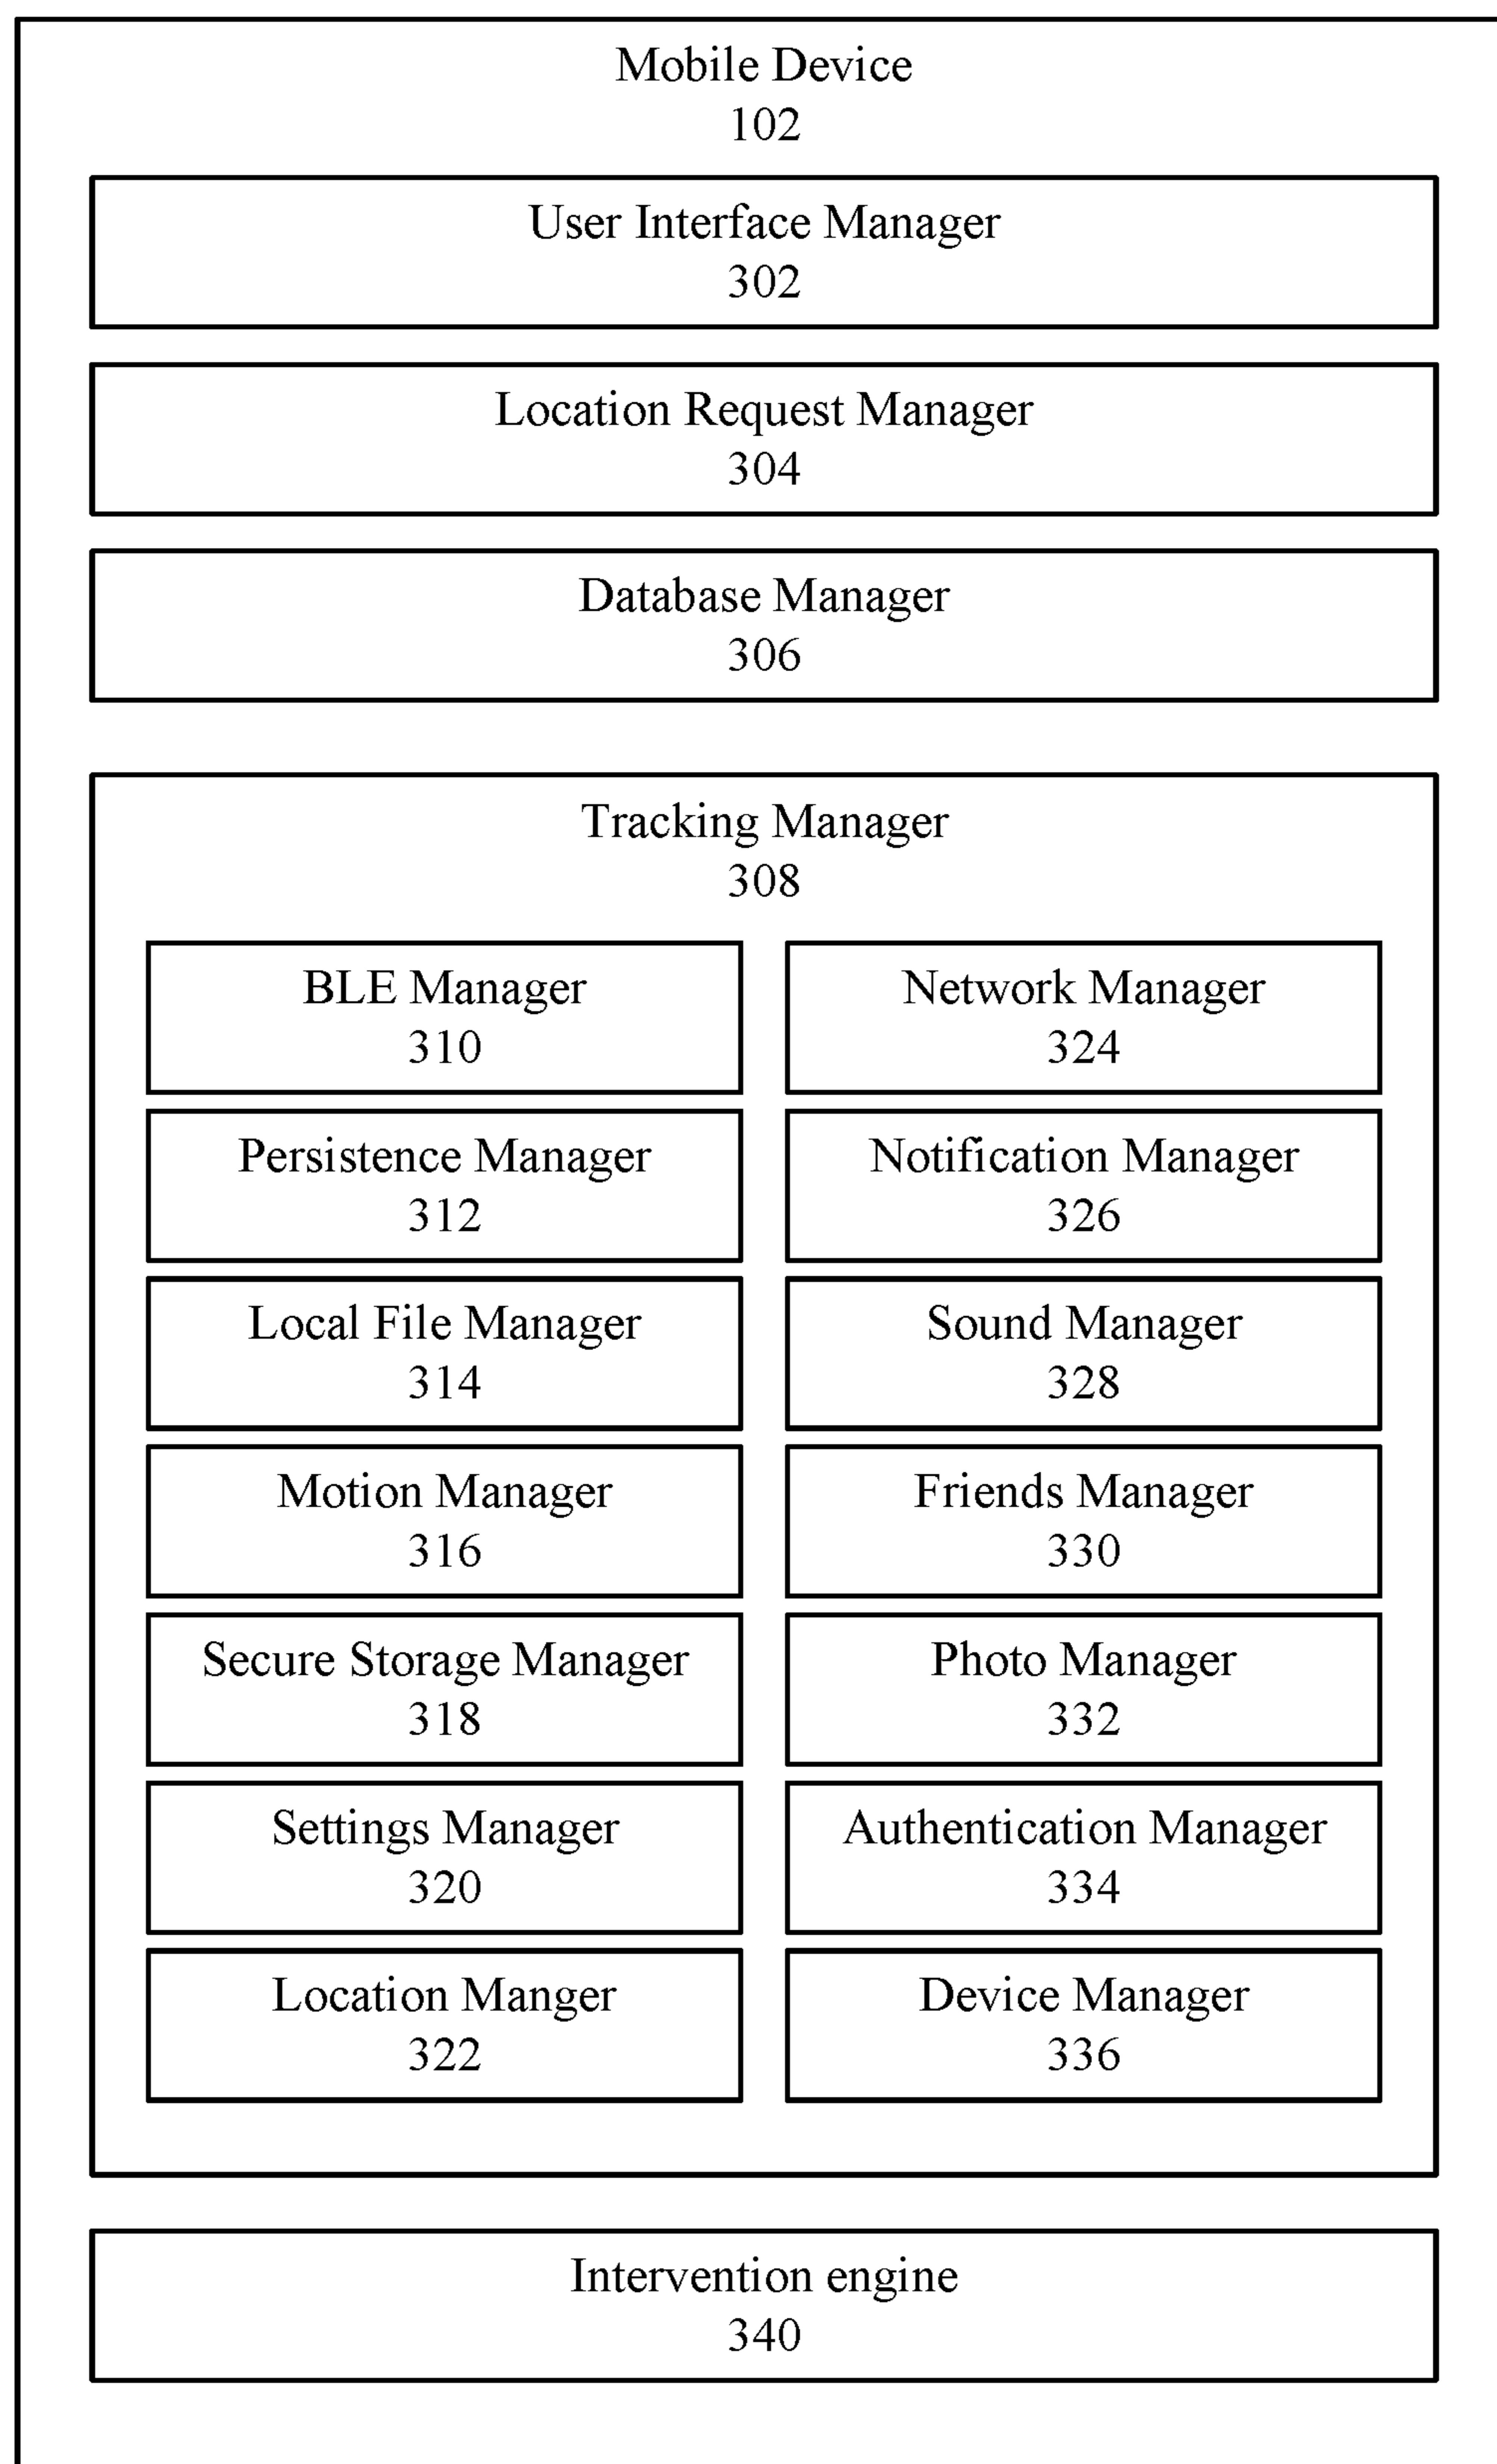 Mobile Device
102
User Interface Manager
302
Location Request Manager
304
Database Manager
306
Tracking Manager
308
BLE Manager
310
Network Manager
324
Persistence Manager
312
Notification Manager
326
Local File Manager
314
Sound Manager
328
Motion Manager
316
Friends Manager
330
Secure Storage Manager
318
Photo Manager
332
Settings Manager
320
Authentication Manager
334
Location Manger
322
Device Manager
336
Intervention engine
340